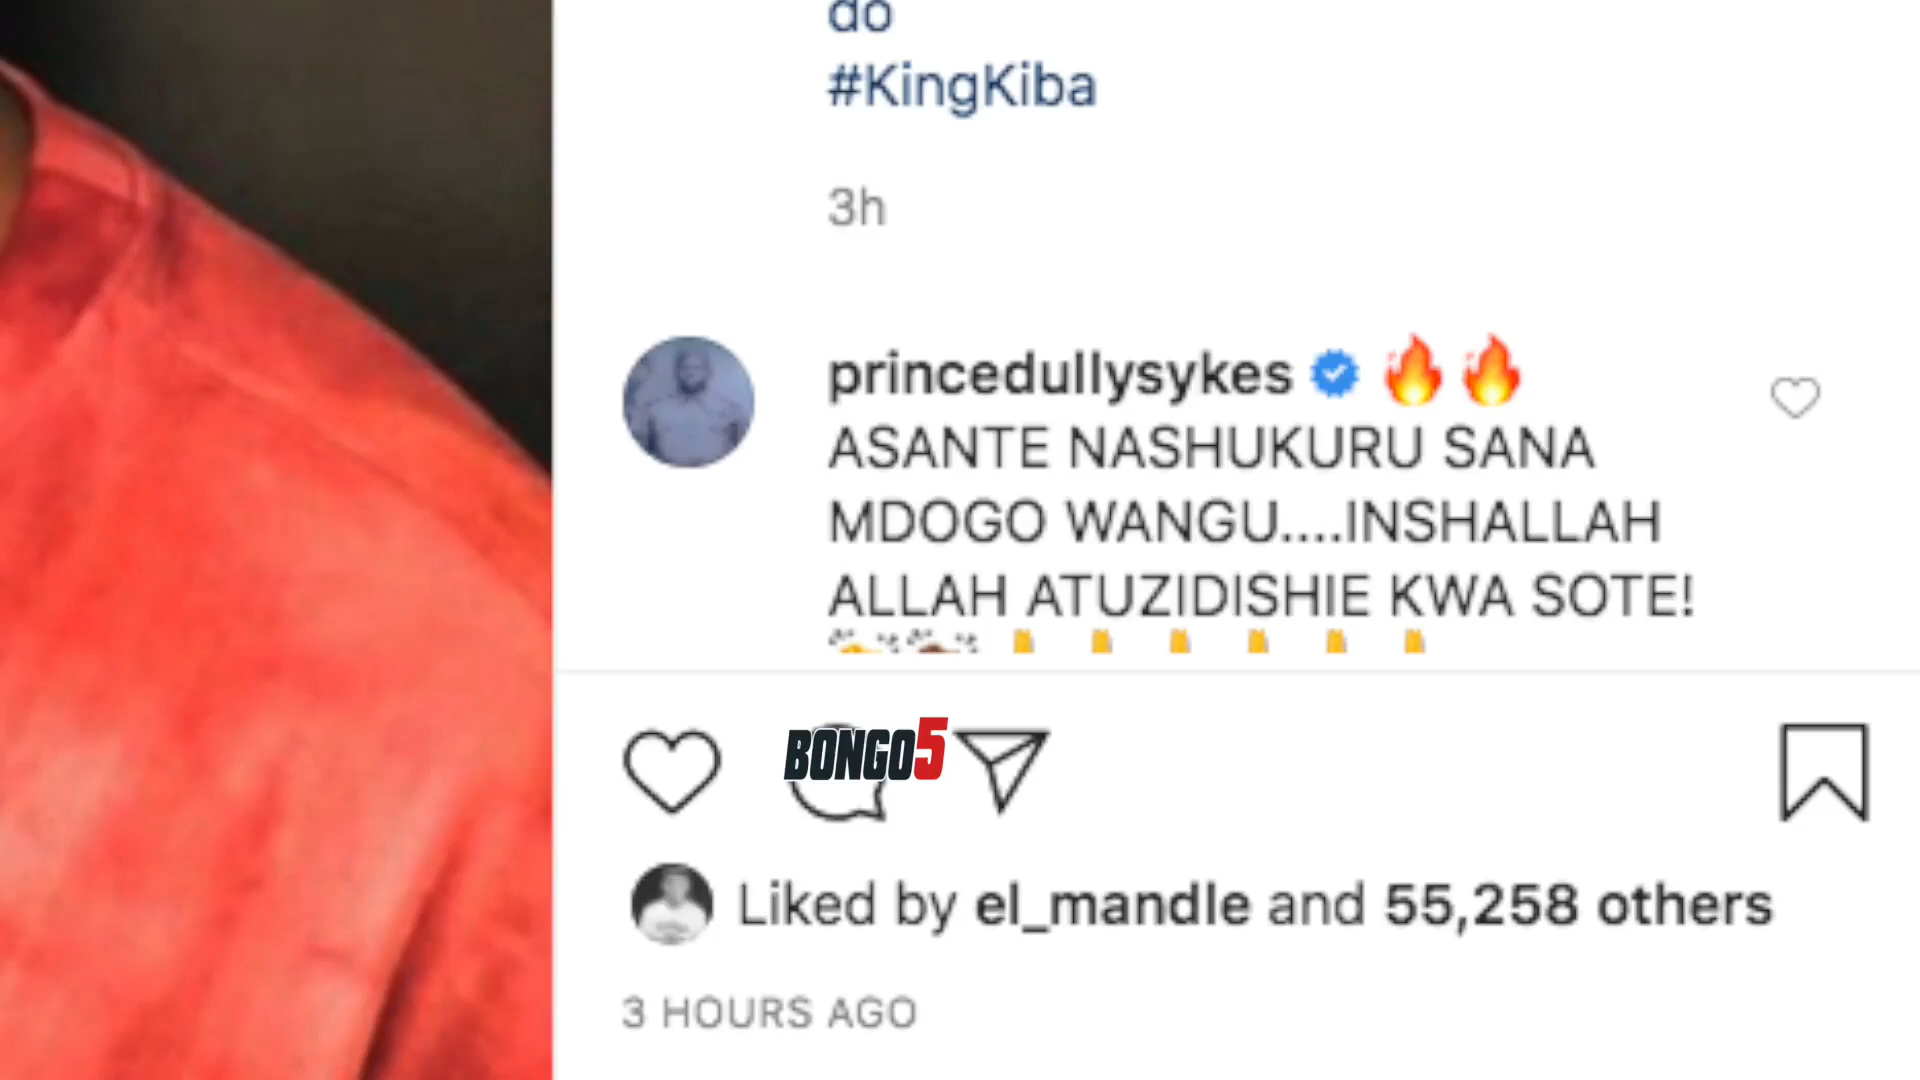 do
#KingKiba
3h
princedullysykes 🔥🔥
ASANTE NASHUKURU SANA
MDOGO WANGU....INSHALLAH
ALLAH ATUZIDISHIE KWA SOTE!
BONGO5
Liked by el_mandle and 55,258 others
3 HOURS AGO